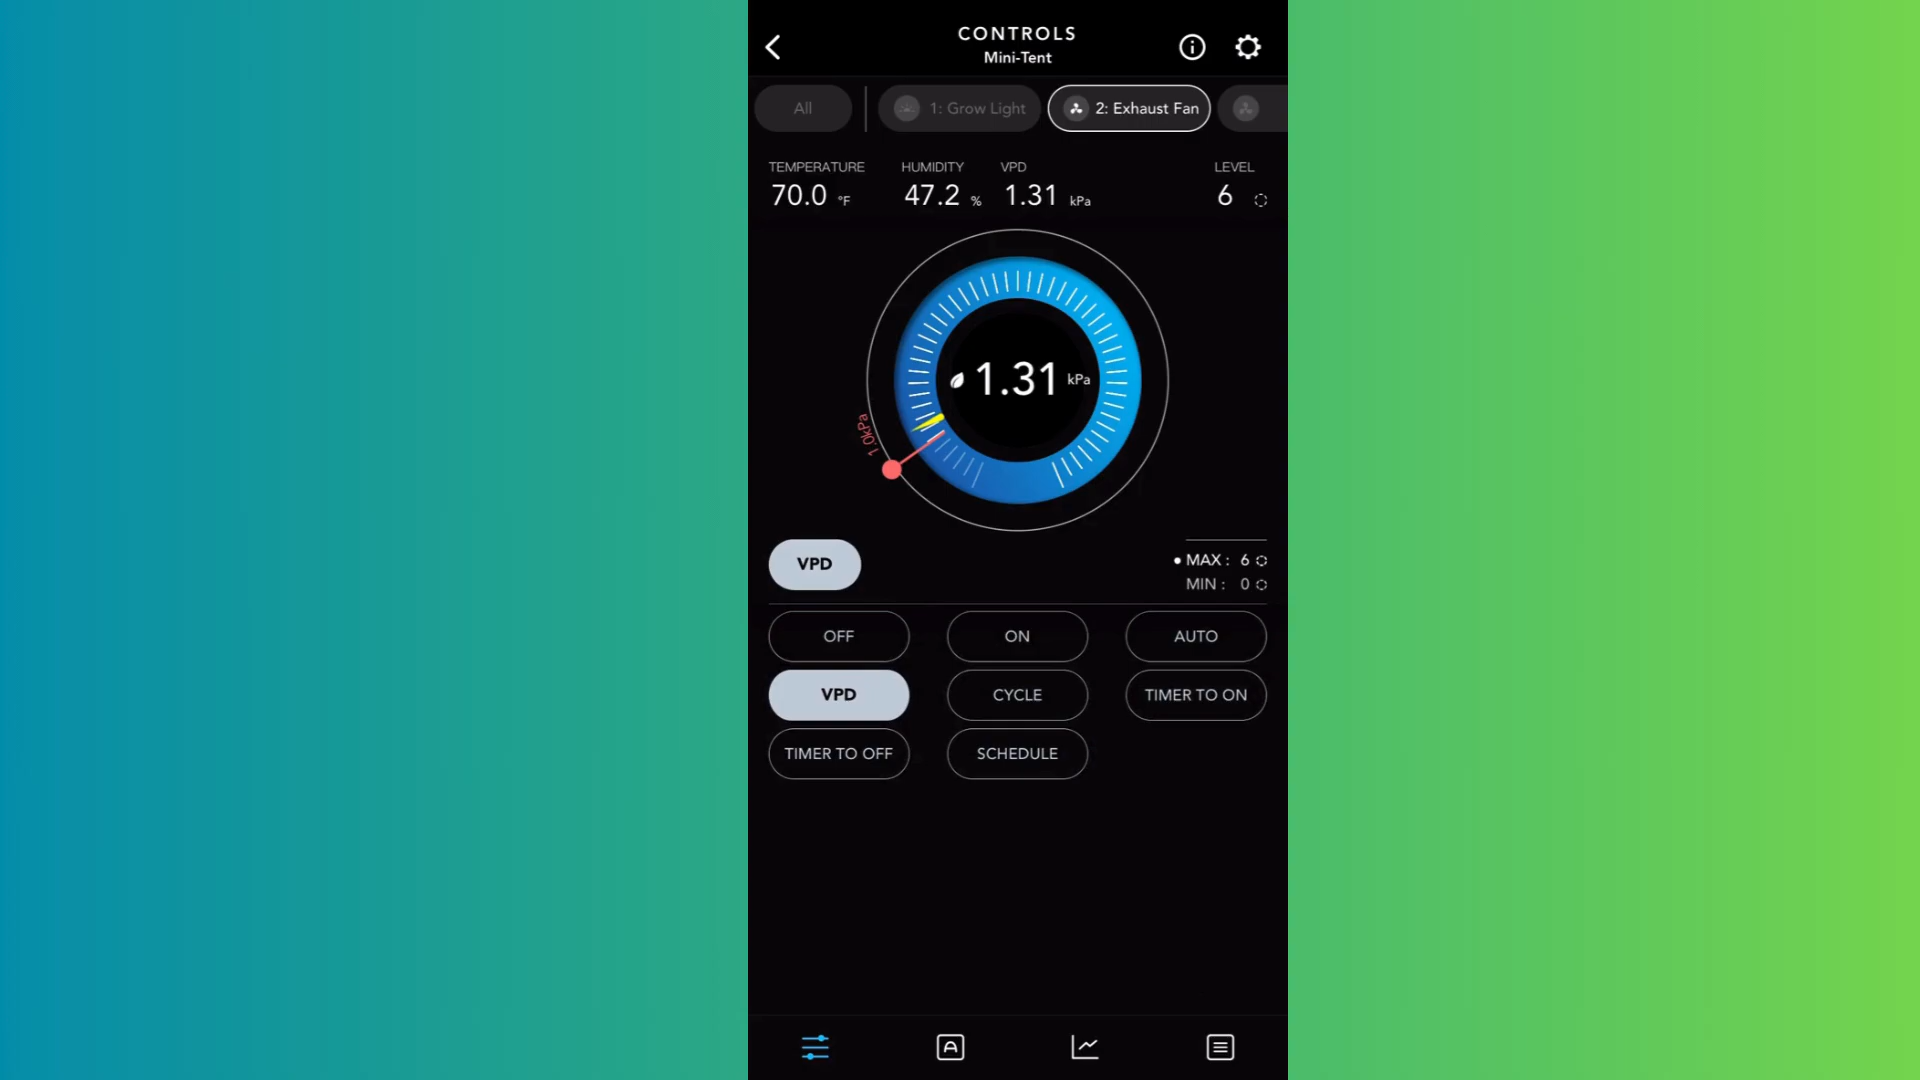 CONTROLS
Mini-Tent
All
1: Grow Light
2: Exhaust Fan
TEMPERATURE HUMIDITY VPD LEVEL
70.0 °F 47.2 % 1.31 kPa 6
1.31 kPa
1.0kPa
VPD
MAX : 6
MIN : 0
OFF ON AUTO
VPD CYCLE TIMER TO ON
TIMER TO OFF SCHEDULE
A